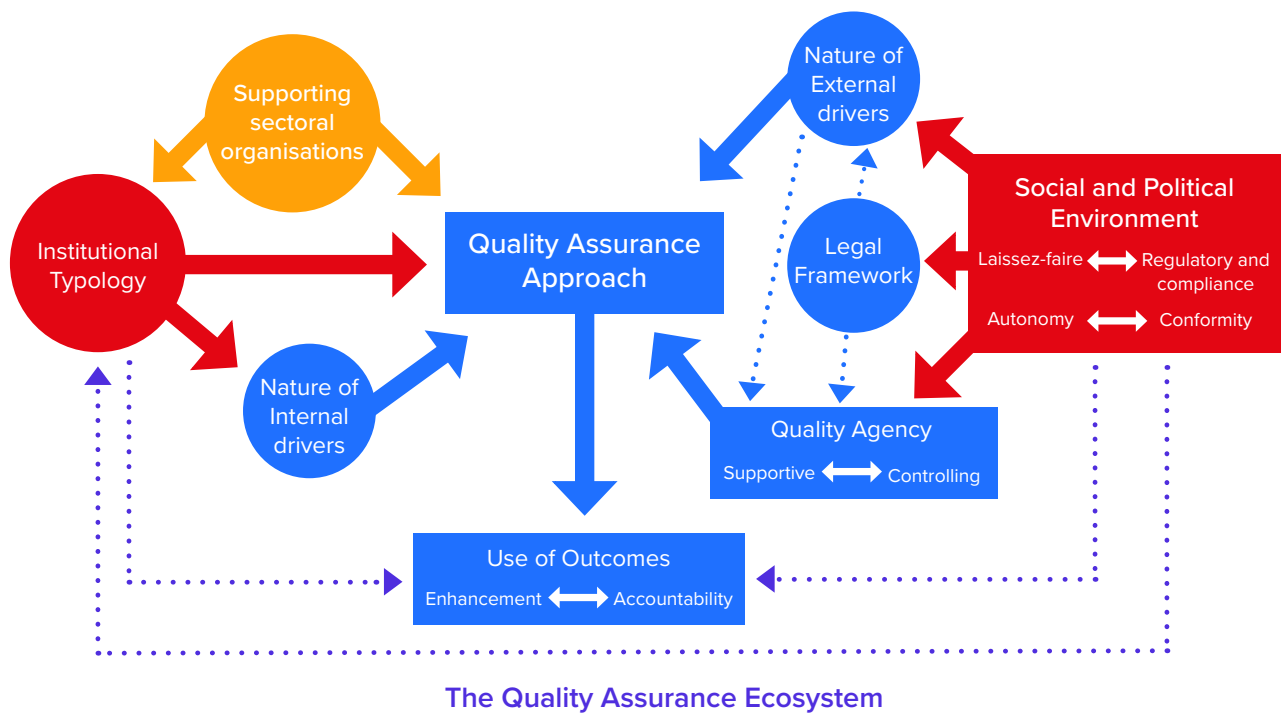 Supporting
sectoral
organisations
Nature of
External
drivers
Institutional
Typology
Quality Assurance
Approach
Legal
Framework
Social and Political
Environment
Laissez-faire
Regulatory and
compliance
Autonomy
Conformity
Nature of
Internal
drivers
Quality Agency
Supportive
Controlling
Use of Outcomes
Enhancement
Accountability
The Quality Assurance Ecosystem